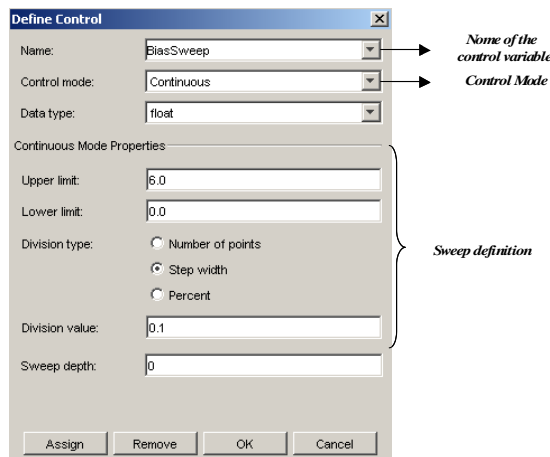 Define Control
Name:
BiasSweep
Nome of the
control variable
Control mode:
Continuous
Control Mode
Data type:
float
Continuous Mode Properties
Upper limit:
6.0
Lower limit:
0.0
Division type:
Number of points
Step width
Percent
Sweep definition
Division value:
0.1
Sweep depth:
0
Assign
Remove
OK
Cancel